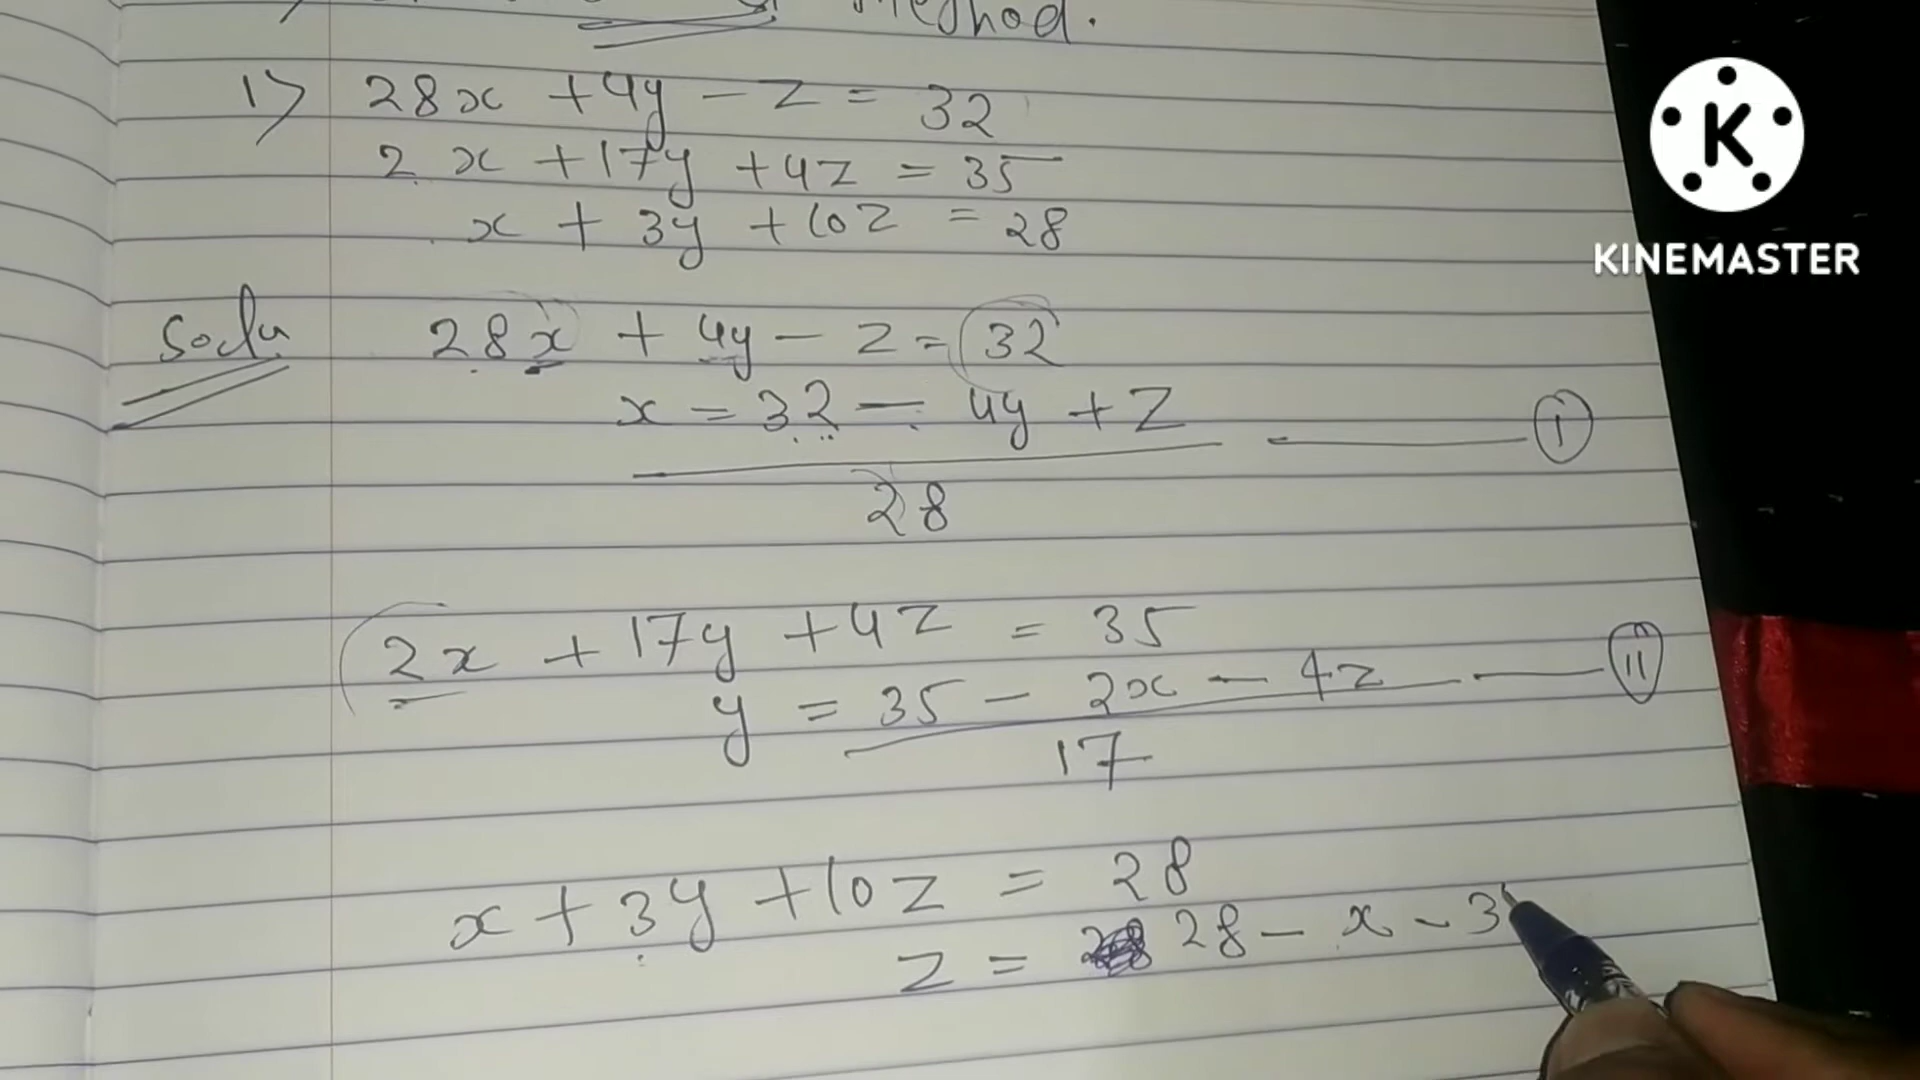 Method.
1) 28x + 4y - z = 32
2x + 17y + 4z = 35
x + 3y + 10z = 28
Soln 28x + 4y - z = 32
x = 32 - 4y + z
28
I
2x + 17y + 4z = 35
y = 35 - 2x - 4z
17
II
x + 3y + 10z = 28
z = 28 - x - 3
K
KINEMASTER